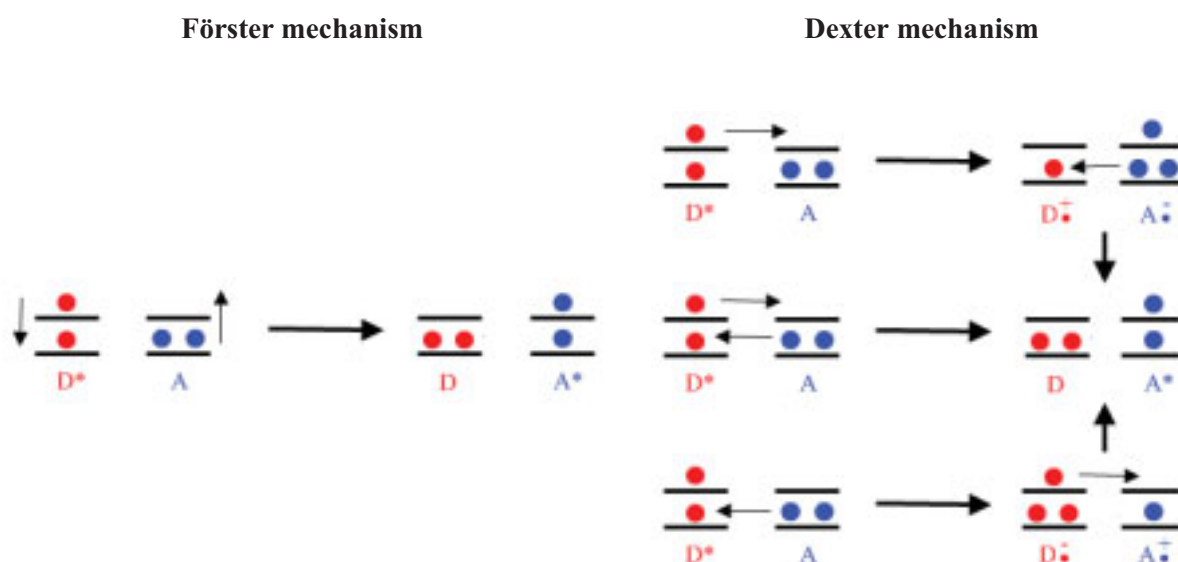 Förster mechanism
Dexter mechanism
D* A D•+ A•-
D* A D A*
D* A D A*
D* A D•- A•+